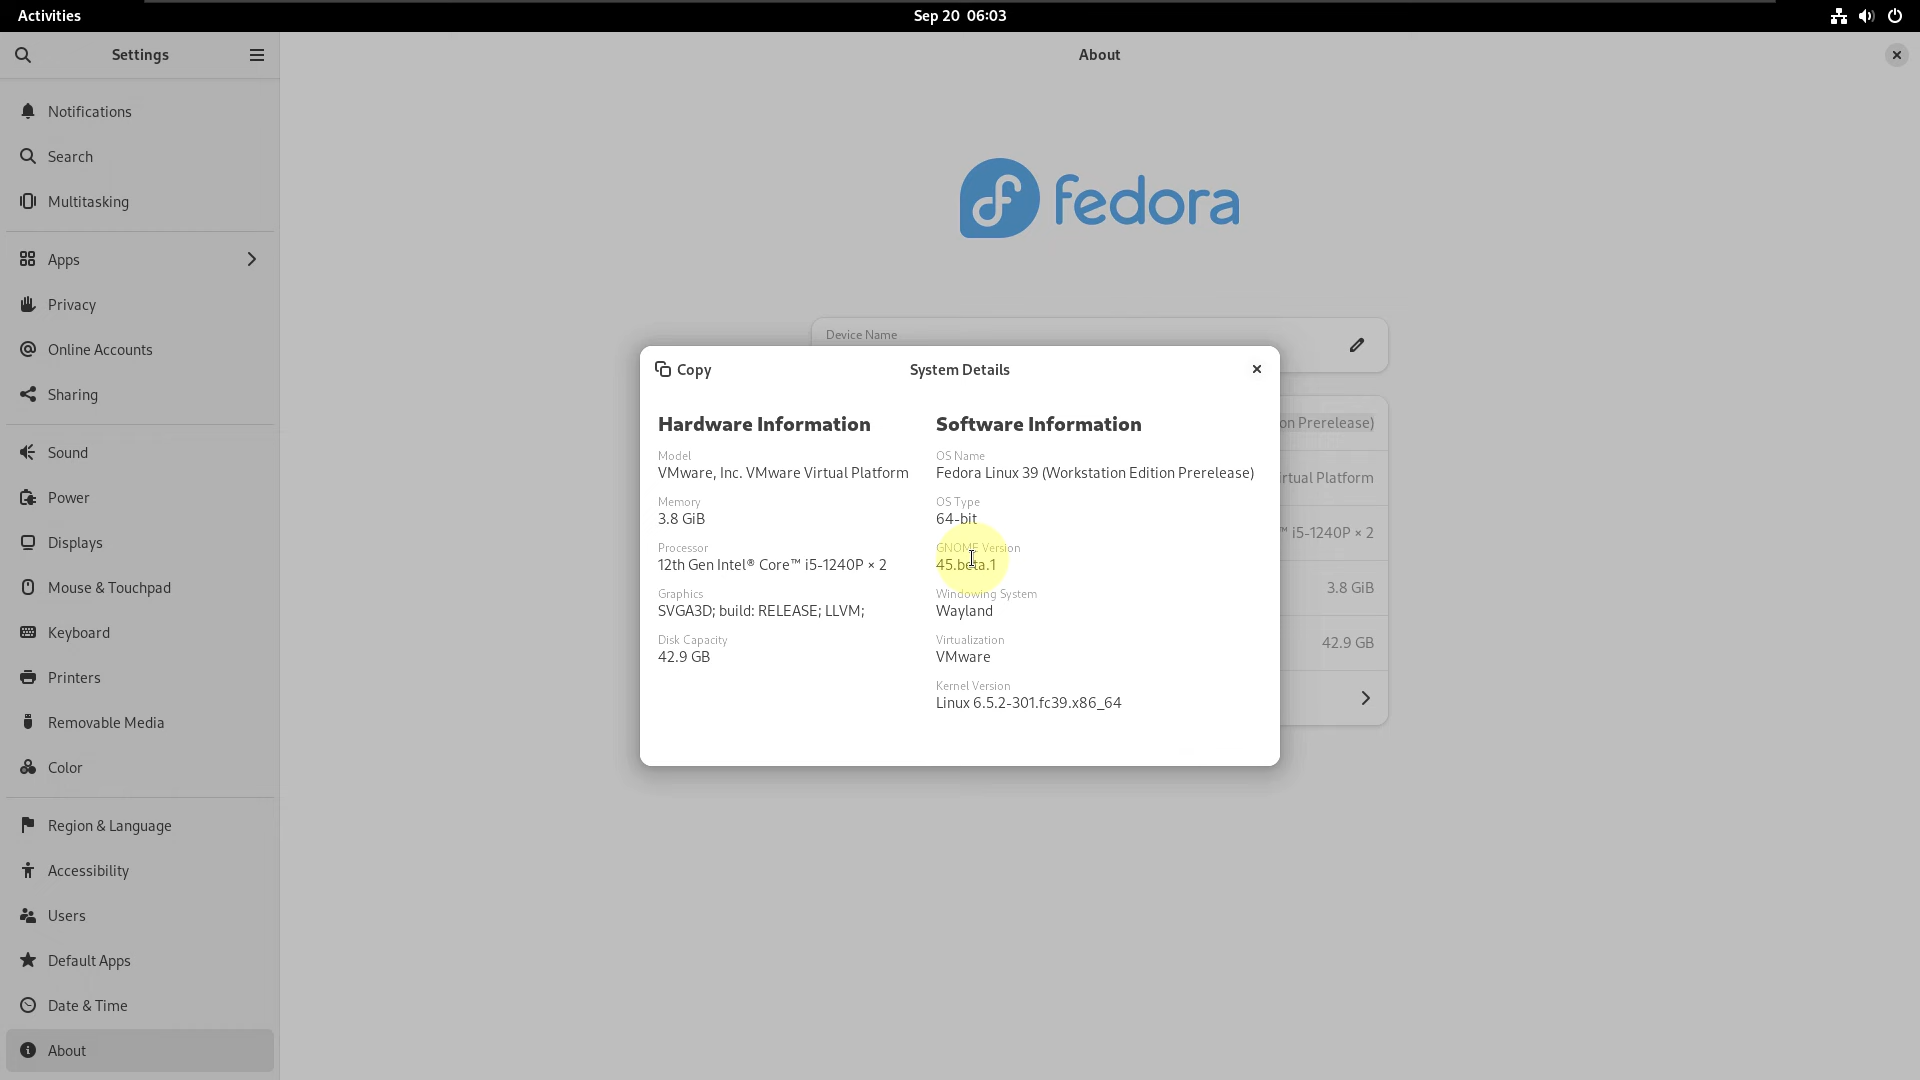 Activities
Sep 20 06:03
Settings
About
Notifications
Search
Multitasking
Apps
Privacy
Online Accounts
Sharing
Sound
Power
Displays
Mouse & Touchpad
Keyboard
Printers
Removable Media
Color
Region & Language
Accessibility
Users
Default Apps
Date & Time
About
fedora
Device Name
on Prerelease)
rtual Platform
™ i5-1240P × 2
3.8 GiB
42.9 GB
Copy
System Details
Hardware Information
Model
VMware, Inc. VMware Virtual Platform
Memory
3.8 GiB
Processor
12th Gen Intel® Core™ i5-1240P × 2
Graphics
SVGA3D; build: RELEASE; LLVM;
Disk Capacity
42.9 GB
Software Information
OS Name
Fedora Linux 39 (Workstation Edition Prerelease)
OS Type
64-bit
GNOME Version
45.beta.1
Windowing System
Wayland
Virtualization
VMware
Kernel Version
Linux 6.5.2-301.fc39.x86_64